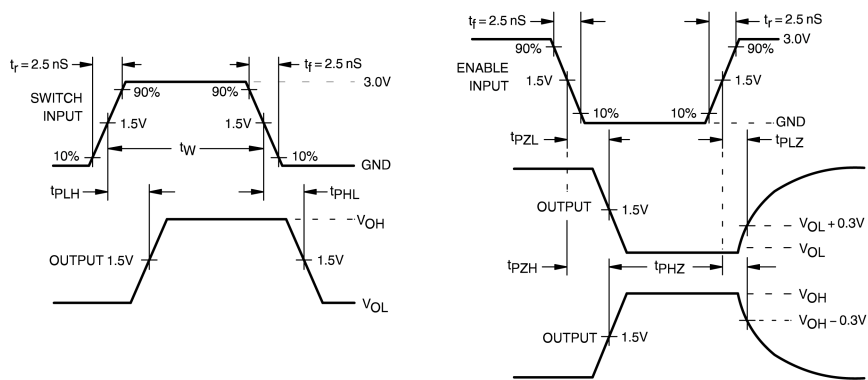 tr = 2.5 nS
tf = 2.5 nS
3.0V
90%
90%
SWITCH
INPUT
1.5V
1.5V
10%
tW
10%
GND
tPLH
tPHL
VOH
OUTPUT 1.5V
1.5V
VOL
tf = 2.5 nS
tr = 2.5 nS
3.0V
90%
90%
ENABLE
INPUT
1.5V
1.5V
10%
10%
GND
tPZL
tPLZ
OUTPUT
1.5V
VOL + 0.3V
VOL
tPZH
tPHZ
VOH
VOH – 0.3V
OUTPUT
1.5V